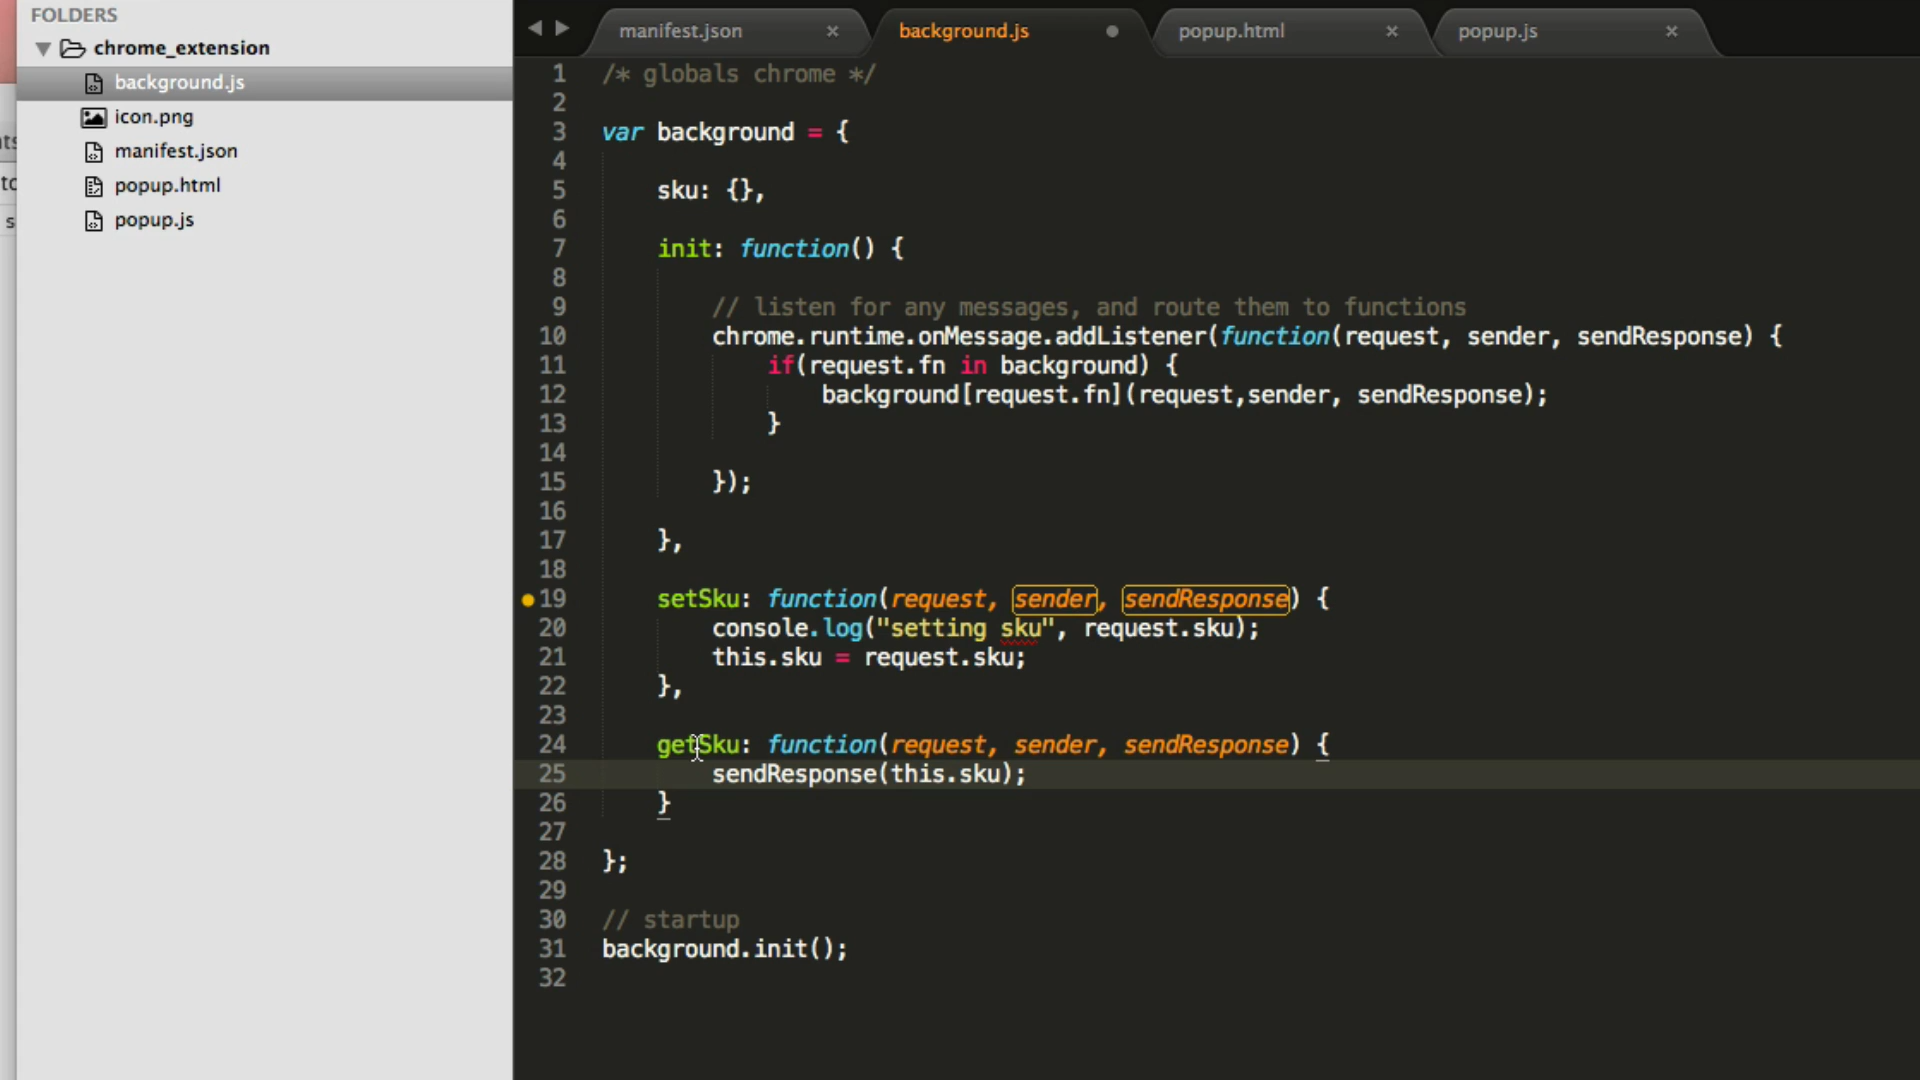 FOLDERS
chrome_extension
background.js
icon.png
manifest.json
popup.html
popup.js
manifest.json × background.js popup.html × popup.js ×
1 /* globals chrome */
2
3 var background = {
4
5 sku: {},
6
7 init: function() {
8
9 // listen for any messages, and route them to functions
10 chrome.runtime.onMessage.addListener(function(request, sender, sendResponse) {
11 if(request.fn in background) {
12 background[request.fn](request,sender, sendResponse);
13 }
14
15 });
16
17 },
18
19 setSku: function(request, sender, sendResponse) {
20 console.log("setting sku", request.sku);
21 this.sku = request.sku;
22 },
23
24 getSku: function(request, sender, sendResponse) {
25 sendResponse(this.sku);
26 }
27
28 };
29
30 // startup
31 background.init();
32